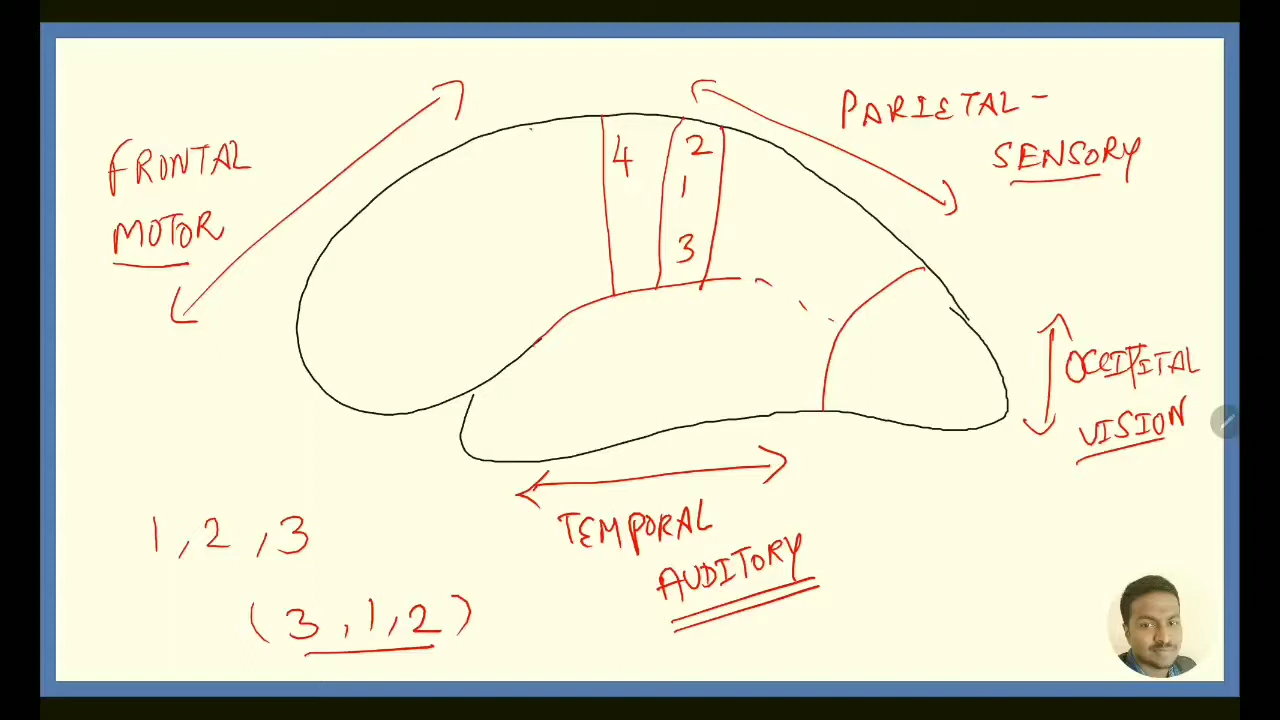 FRONTAL
MOTOR
PARIETAL -
SENSORY
4
2
1
3
OCCIPITAL
VISION
TEMPORAL
AUDITORY
1, 2, 3
(3, 1, 2)